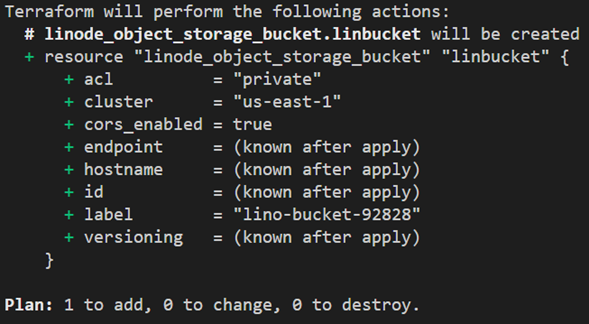 Terraform will perform the following actions:
# linode_object_storage_bucket.linbucket will be created
+ resource "linode_object_storage_bucket" "linbucket" {
+ acl = "private"
+ cluster = "us-east-1"
+ cors_enabled = true
+ endpoint = (known after apply)
+ hostname = (known after apply)
+ id = (known after apply)
+ label = "lino-bucket-92828"
+ versioning = (known after apply)
}
Plan: 1 to add, 0 to change, 0 to destroy.